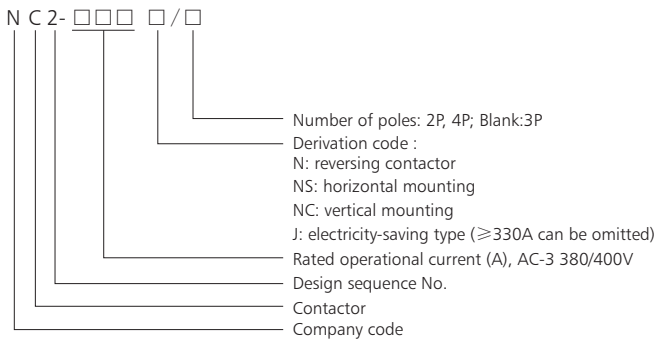 N C 2- □□□ □/□
Number of poles: 2P, 4P; Blank:3P
Derivation code :
N: reversing contactor
NS: horizontal mounting
NC: vertical mounting
J: electricity-saving type (≥330A can be omitted)
Rated operational current (A), AC-3 380/400V
Design sequence No.
Contactor
Company code